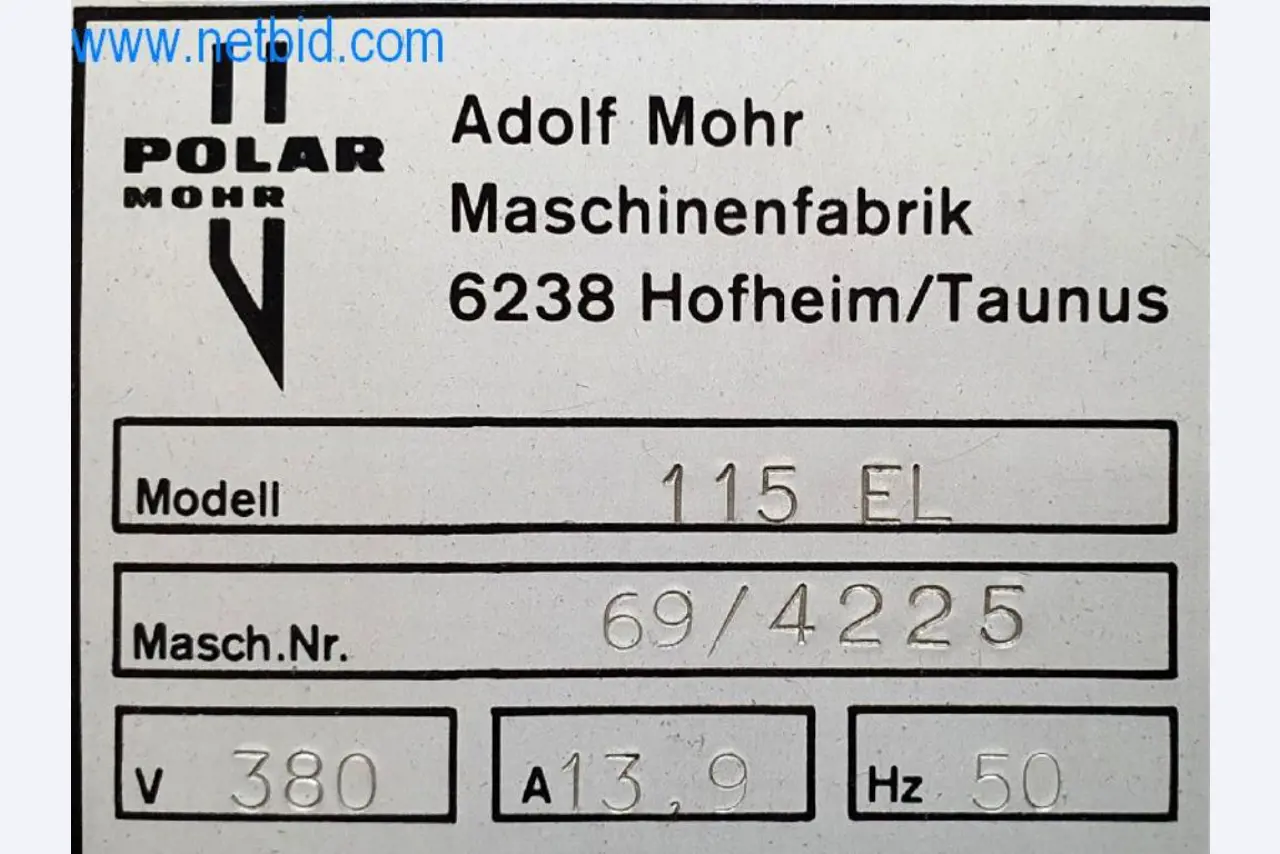 www.netbid.com
POLAR
MOHR
Adolf Mohr
Maschinenfabrik
6238 Hofheim/Taunus
Modell 115 EL
Masch.Nr. 69/4225
V 380 A 13,9 Hz 50